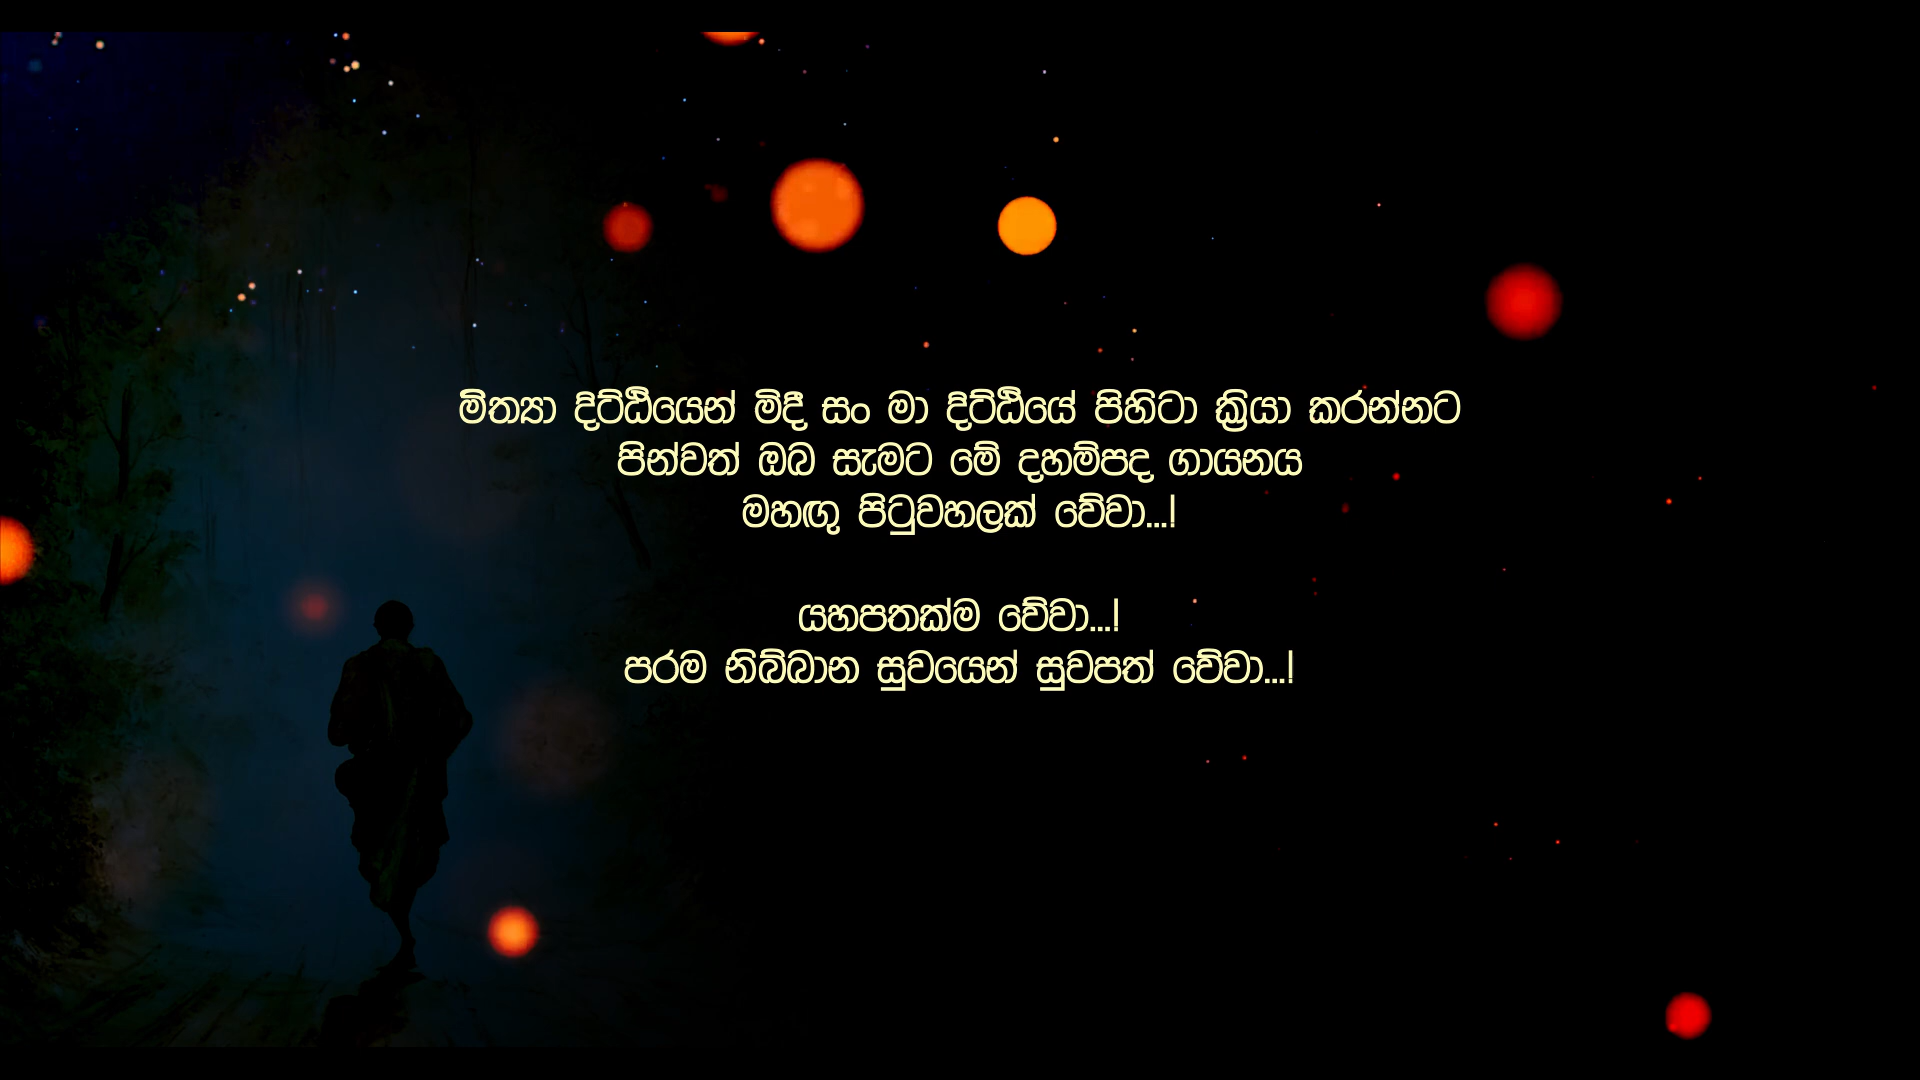 මිත්‍යා දිට්ඨියෙන් මිදී සං මා දිට්ඨියේ පිහිටා ක්‍රියා කරන්නට
පින්වත් ඔබ සැමට මේ දහම්පද ගායනය
මහඟු පිටුවහලක් වේවා...!
යහපතක්ම වේවා...!
පරම නිබ්බාන සුවයෙන් සුවපත් වේවා...!